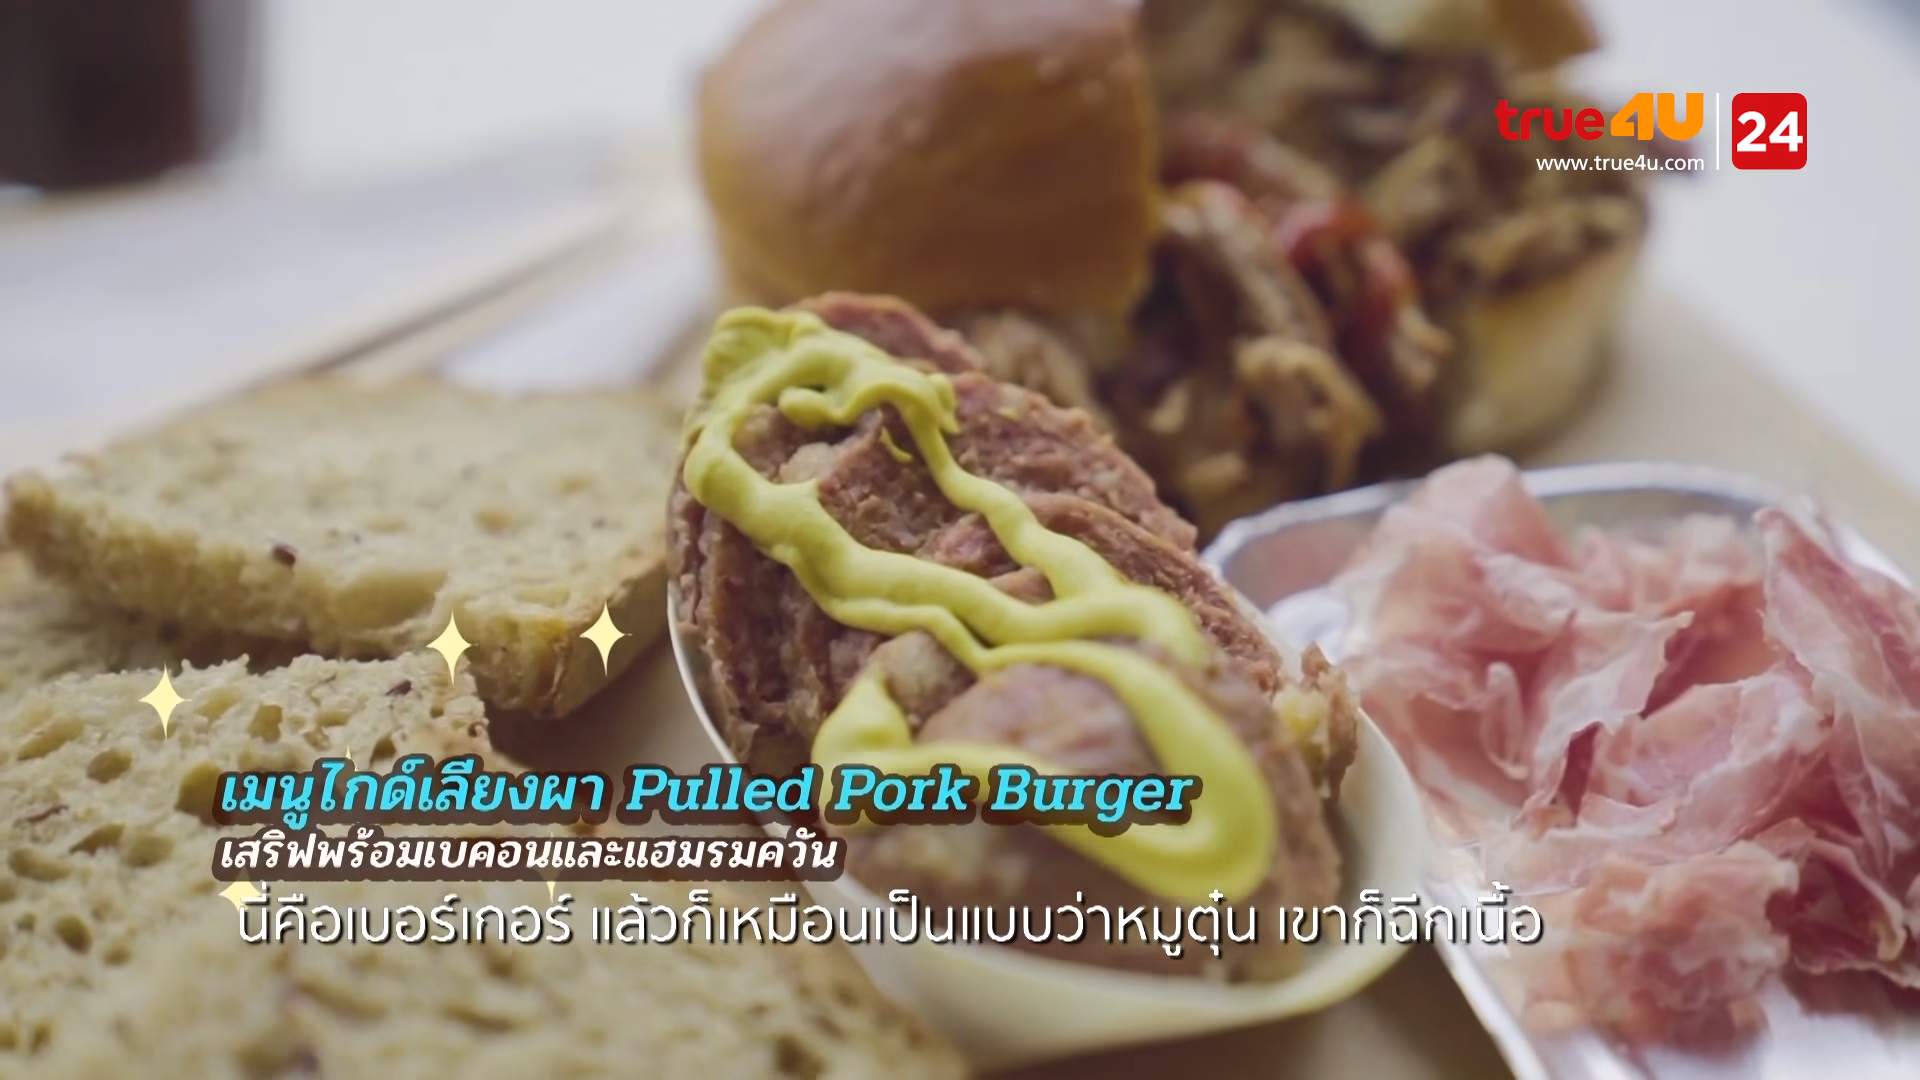 true4U 24
www.true4u.com
เมนูไกด์เลียงผา Pulled Pork Burger
เสริฟพร้อมเบคอนและแฮมรมควัน
นี่คือเบอร์เกอร์ แล้วก็เหมือนเป็นแบบว่าหมูตุ๋น เขาก็ฉีกเนื้อ